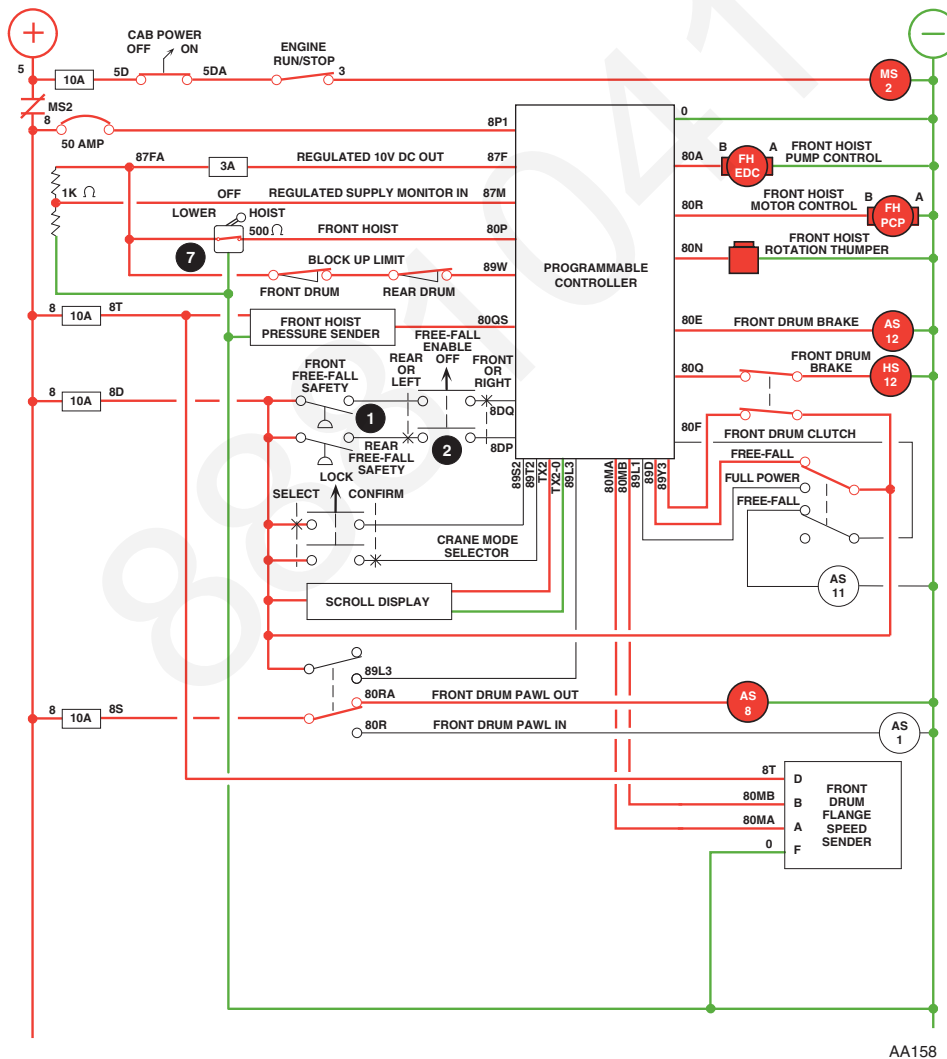 +
−
CAB POWER
OFF
ON
ENGINE
RUN/STOP
5
10A
5D
5DA
3
MS
2
MS2
8
50 AMP
8P1
0
87FA
3A
REGULATED 10V DC OUT
87F
80A
B
FH
EDC
A
FRONT HOIST
PUMP CONTROL
1K Ω
OFF
REGULATED SUPPLY MONITOR IN
87M
LOWER
HOIST
500Ω
FRONT HOIST
80P
80R
FRONT HOIST
MOTOR CONTROL
B
FH
PCP
A
7
80N
FRONT HOIST
ROTATION THUMPER
BLOCK UP LIMIT
89W
FRONT DRUM
REAR DRUM
PROGRAMMABLE
CONTROLLER
8
10A
8T
FRONT HOIST
PRESSURE SENDER
80QS
80E
FRONT DRUM BRAKE
AS
12
FREE-FALL
ENABLE
OFF
REAR
OR
LEFT
FRONT
OR
RIGHT
FRONT
FREE-FALL
SAFETY
80Q
FRONT DRUM
BRAKE
HS
12
8
10A
8D
1
8DQ
2
8DP
REAR
FREE-FALL
SAFETY
80F
FRONT DRUM CLUTCH
FREE-FALL
FULL POWER
FREE-FALL
89S2
89T2
TX2
TX2-0
89L3
80MA
80MB
89L1
89D
89Y3
LOCK
SELECT
CONFIRM
CRANE MODE
SELECTOR
AS
11
SCROLL DISPLAY
89L3
80RA
FRONT DRUM PAWL OUT
AS
8
8
10A
8S
80R
FRONT DRUM PAWL IN
AS
1
8T
D
80MB
B
80MA
A
0
F
FRONT
DRUM
FLANGE
SPEED
SENDER
8881041
AA158